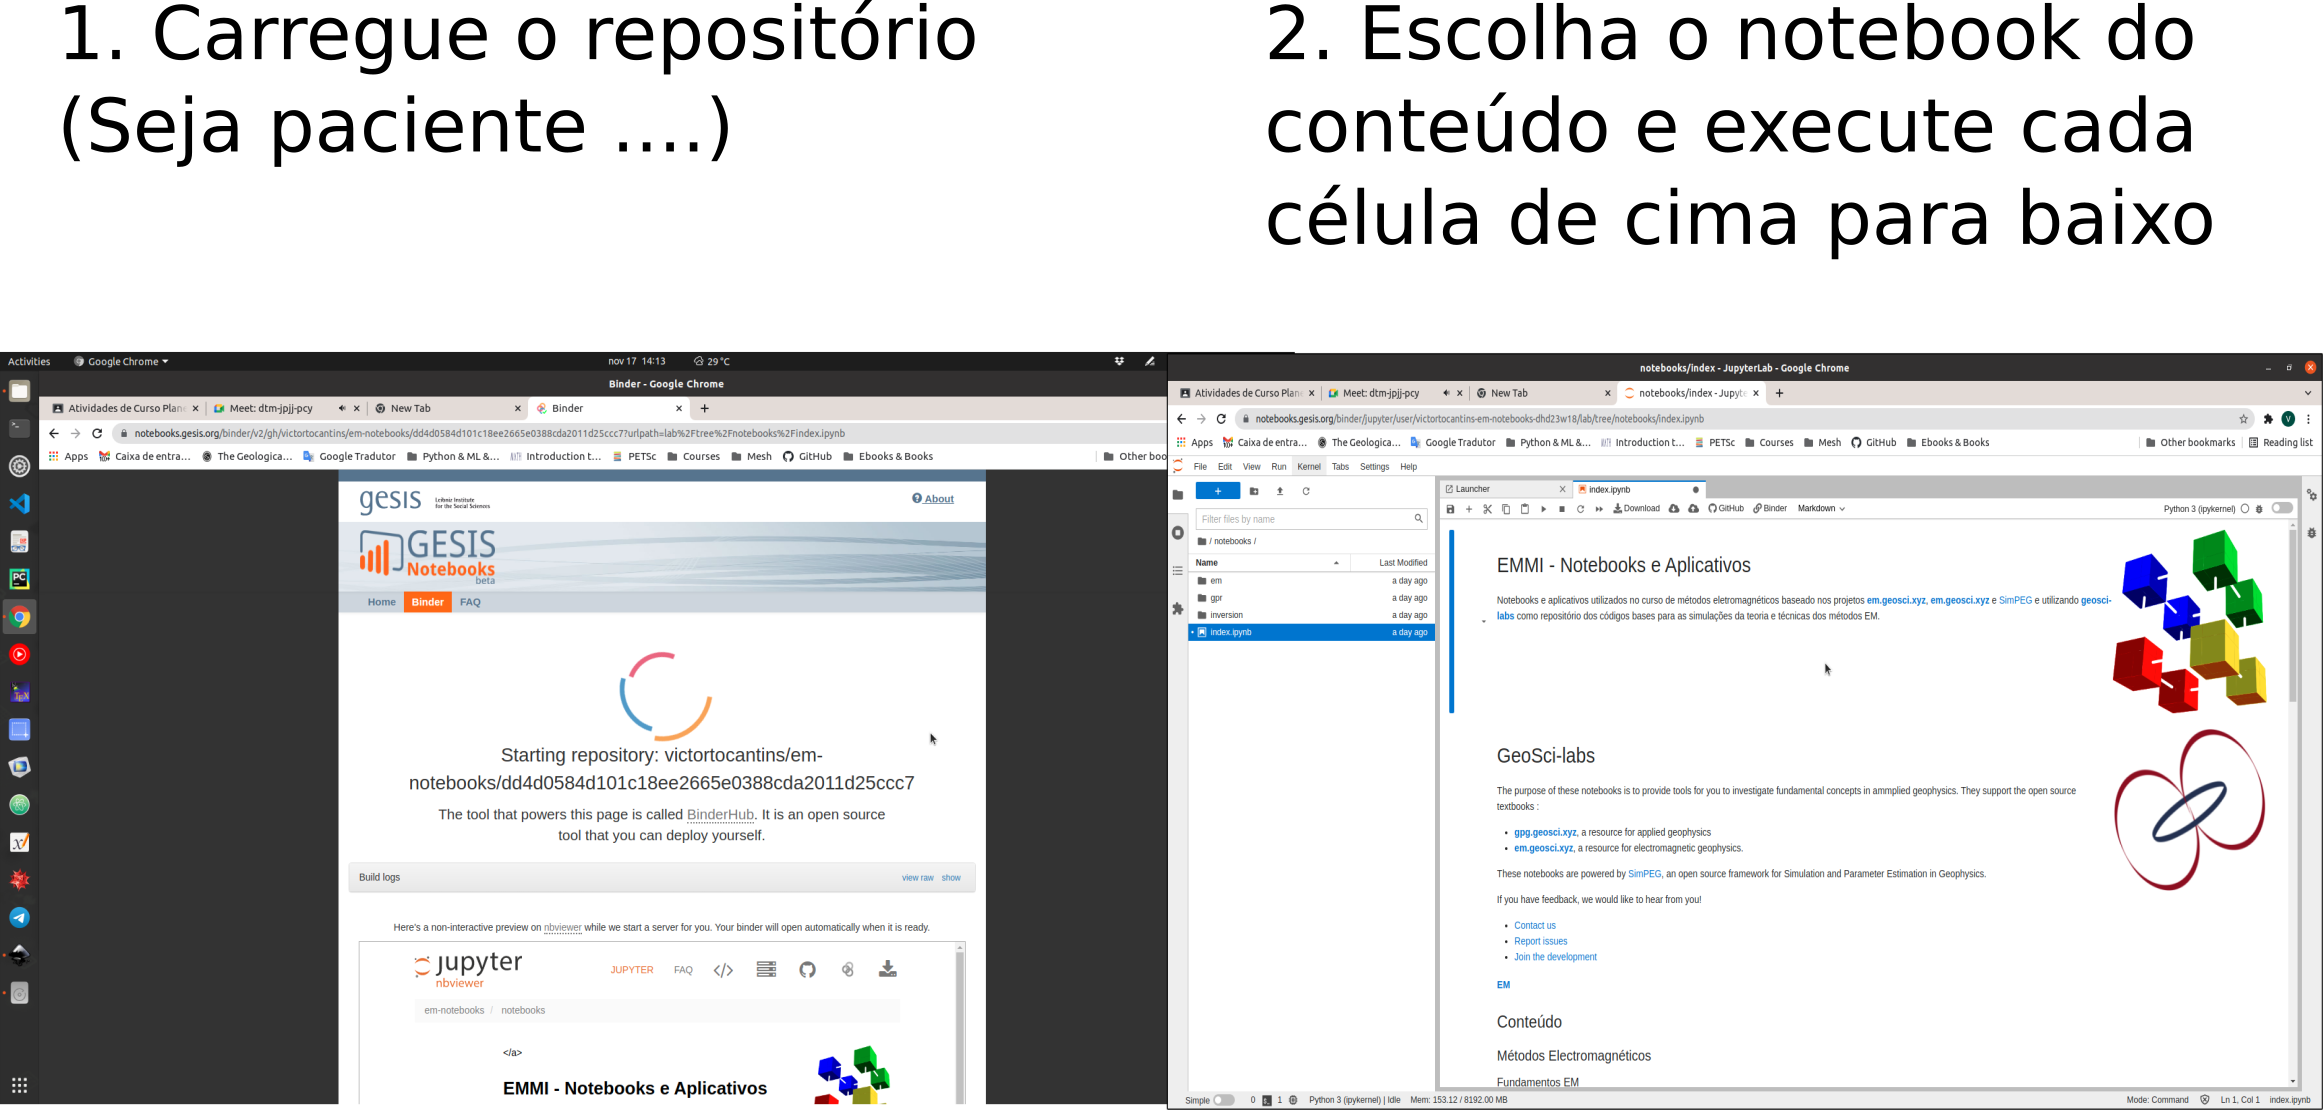 1. Carregue o repositório
(Seja paciente ....)
2. Escolha o notebook do
conteúdo e execute cada
célula de cima para baixo
Activities Google Chrome nov 17 14:13 29 °C
Binder - Google Chrome
Atividades de Curso Plan Meet: dtm-jpjj-pcy New Tab Binder
notebooks.gesis.org/binder/v2/gh/victortocantins/em-notebooks/dd4d0584d101c18ee2665e0388cda2011d25ccc7?urlpath=lab%2Ftree%2Fnotebooks%2Findex.ipynb
Apps Caixa de entra... The Geologica... Google Tradutor Python & ML &... Introduction t... PETSc Courses Mesh GitHub Ebooks & Books Other boo
gesis Leibniz Institute
for the Social Sciences
About
GESIS
Notebooks
beta
Home Binder FAQ
Starting repository: victortocantins/em-
notebooks/dd4d0584d101c18ee2665e0388cda2011d25ccc7
The tool that powers this page is called BinderHub. It is an open source
tool that you can deploy yourself.
Build logs view raw show
Here's a non-interactive preview on nbviewer while we start a server for you. Your binder will open automatically when it is ready.
jupyter
nbviewer
JUPYTER FAQ </>
em-notebooks / notebooks
</a>
EMMI - Notebooks e Aplicativos
notebooks/index - JupyterLab - Google Chrome
Atividades de Curso Plan Meet: dtm-jpjj-pcy New Tab notebooks/index - Jupyt
notebooks.gesis.org/binder/jupyter/user/victortocantins-em-notebooks-dhd23w18/lab/tree/notebooks/index.ipynb
V
Apps Caixa de entra... The Geologica... Google Tradutor Python & ML &... Introduction t... PETSc Courses Mesh GitHub Ebooks & Books Other bookmarks Reading list
File Edit View Run Kernel Tabs Settings Help
Filter files by name
/ notebooks /
Name Last Modified
em a day ago
gpr a day ago
inversion a day ago
index.ipynb a day ago
Launcher index.ipynb
Download GitHub Binder Markdown Python 3 (ipykernel)
EMMI - Notebooks e Aplicativos
Notebooks e aplicativos utilizados no curso de métodos eletromagnéticos baseado nos projetos em.geosci.xyz, em.geosci.xyz e SimPEG e utilizando geosci-
labs como repositório dos códigos bases para as simulações da teoria e técnicas dos métodos EM.
GeoSci-labs
The purpose of these notebooks is to provide tools for you to investigate fundamental concepts in ammplied geophysics. They support the open source
textbooks :
• gpg.geosci.xyz, a resource for applied geophysics
• em.geosci.xyz, a resource for electromagnetic geophysics.
These notebooks are powered by SimPEG, an open source framework for Simulation and Parameter Estimation in Geophysics.
If you have feedback, we would like to hear from you!
• Contact us
• Report issues
• Join the development
EM
Conteúdo
Métodos Electromagnéticos
Fundamentos EM
Simple 0 1 Python 3 (ipykernel) | Idle Mem: 153.12 / 8192.00 MB Mode: Command Ln 1, Col 1 index.ipynb